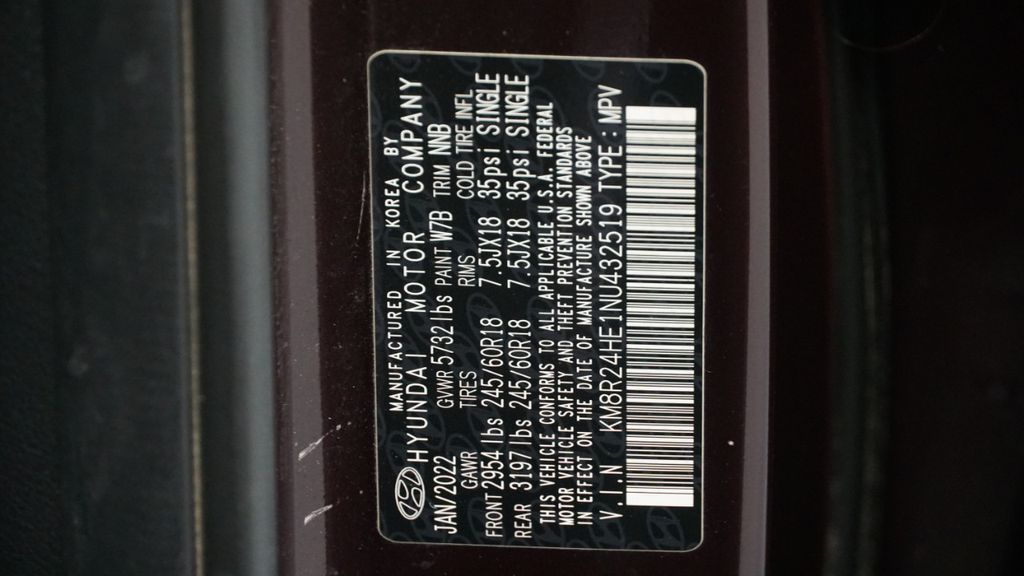 MANUFACTURED IN KOREA BY
HYUNDAI MOTOR COMPANY
JAN/2022 GVWR 5732 lbs PAINT W7B TRIM NNB
GAWR TIRES RIMS COLD TIRE INFL
FRONT 2954 lbs 245/60R18 7.5JX18 35psi SINGLE
REAR 3197 lbs 245/60R18 7.5JX18 35psi SINGLE
THIS VEHICLE CONFORMS TO ALL APPLICABLE U.S.A. FEDERAL
MOTOR VEHICLE SAFETY AND THEFT PREVENTION STANDARDS
IN EFFECT ON THE DATE OF MANUFACTURE SHOWN ABOVE
V.I.N KM8R24HE1NU432519 TYPE : MPV